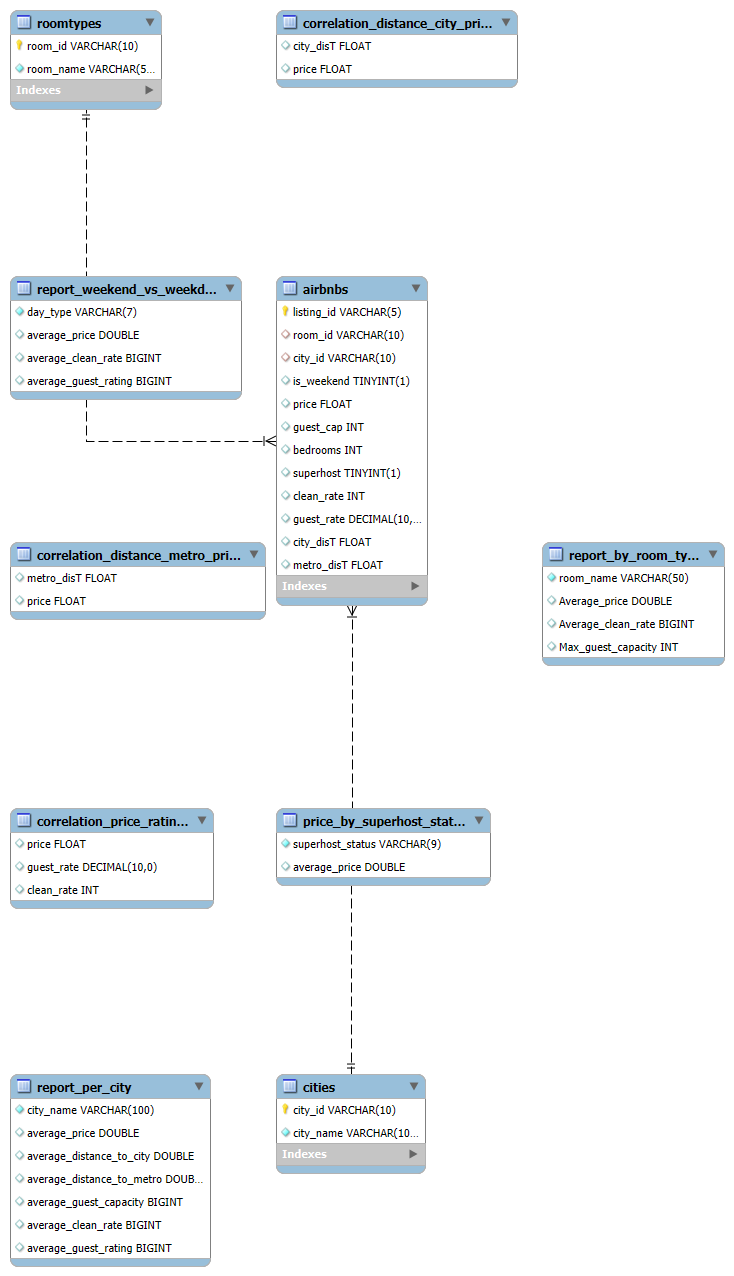 roomtypes
room_id VARCHAR(10)
room_name VARCHAR(5...
Indexes
correlation_distance_city_pri...
city_disT FLOAT
price FLOAT
report_weekend_vs_weekd...
day_type VARCHAR(7)
average_price DOUBLE
average_clean_rate BIGINT
average_guest_rating BIGINT
airbnbs
listing_id VARCHAR(5)
room_id VARCHAR(10)
city_id VARCHAR(10)
is_weekend TINYINT(1)
price FLOAT
guest_cap INT
bedrooms INT
superhost TINYINT(1)
clean_rate INT
guest_rate DECIMAL(10,...
city_disT FLOAT
metro_disT FLOAT
Indexes
correlation_distance_metro_pri...
metro_disT FLOAT
price FLOAT
report_by_room_ty...
room_name VARCHAR(50)
Average_price DOUBLE
Average_clean_rate BIGINT
Max_guest_capacity INT
correlation_price_ratin...
price FLOAT
guest_rate DECIMAL(10,0)
clean_rate INT
price_by_superhost_stat...
superhost_status VARCHAR(9)
average_price DOUBLE
report_per_city
city_name VARCHAR(100)
average_price DOUBLE
average_distance_to_city DOUBLE
average_distance_to_metro DOUB...
average_guest_capacity BIGINT
average_clean_rate BIGINT
average_guest_rating BIGINT
cities
city_id VARCHAR(10)
city_name VARCHAR(10...
Indexes